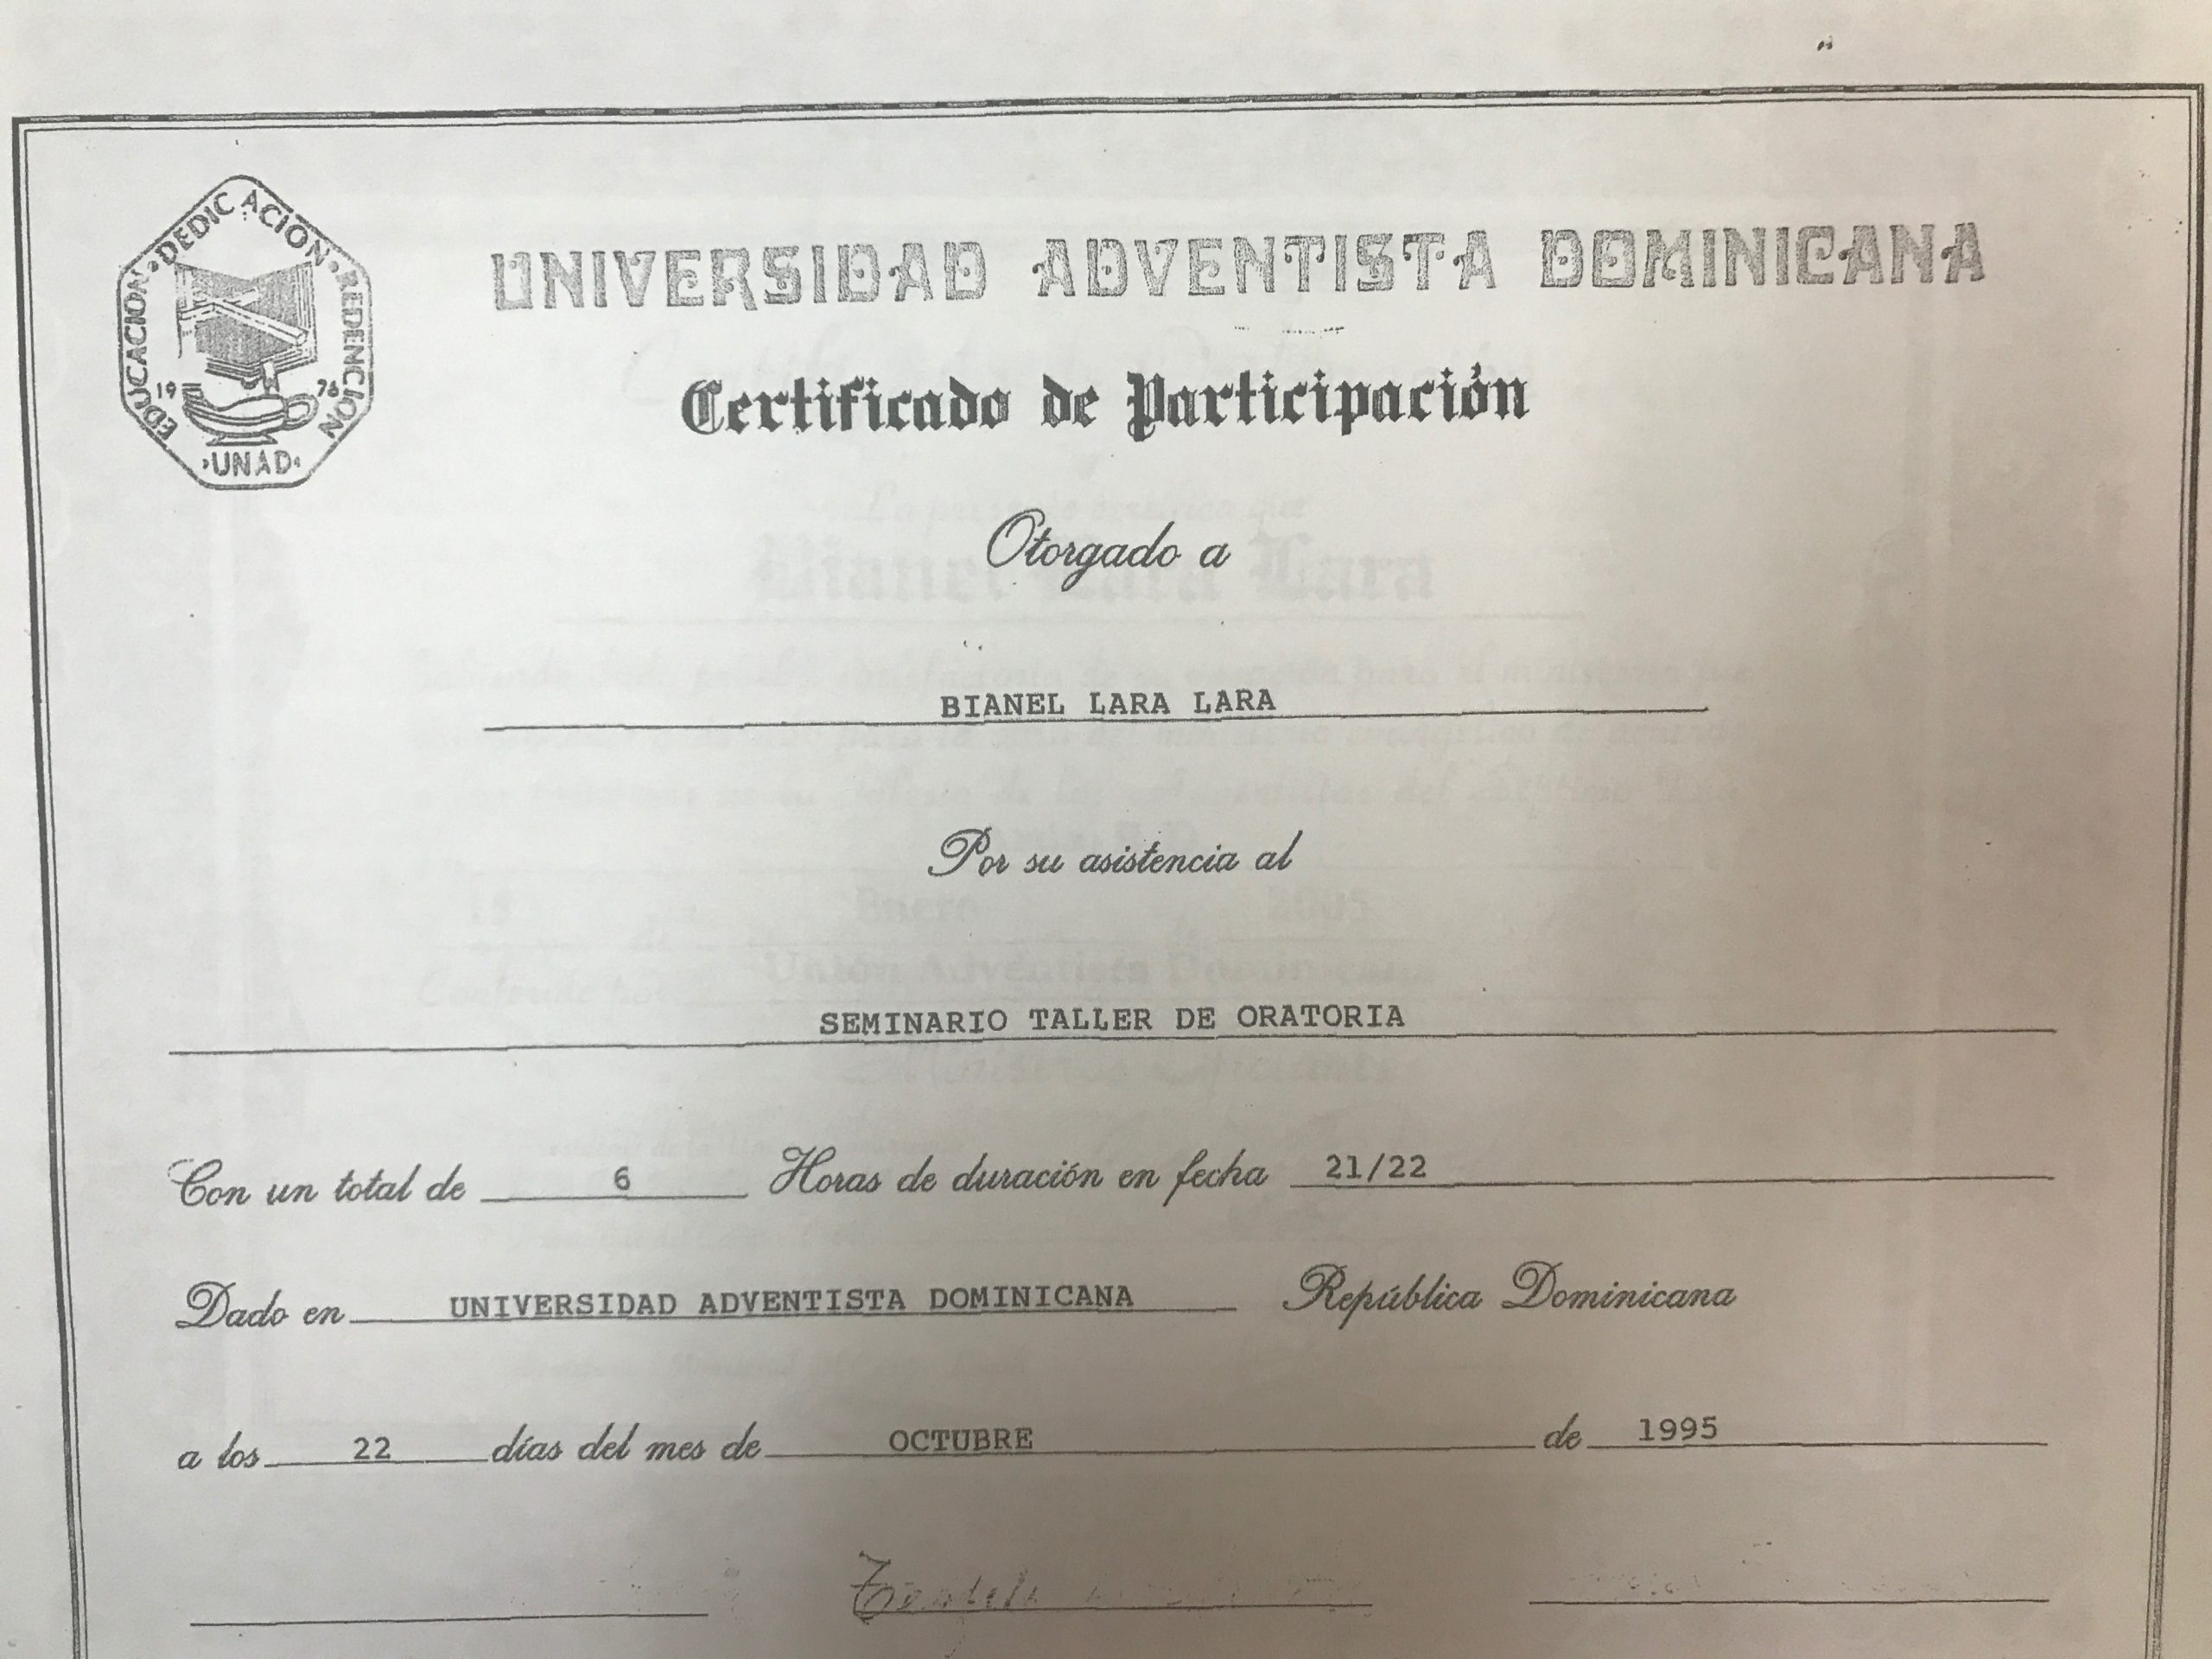 EDUCACION · DEDICACION · REDENCION
19 76
·UNAD·
UNIVERSIDAD ADVENTISTA DOMINICANA
Certificado de Participación
Otorgado a
BIANEL LARA LARA
Por su asistencia al
SEMINARIO TALLER DE ORATORIA
Con un total de 6 Horas de duración en fecha 21/22
Dado en UNIVERSIDAD ADVENTISTA DOMINICANA República Dominicana
a los 22 días del mes de OCTUBRE de 1995